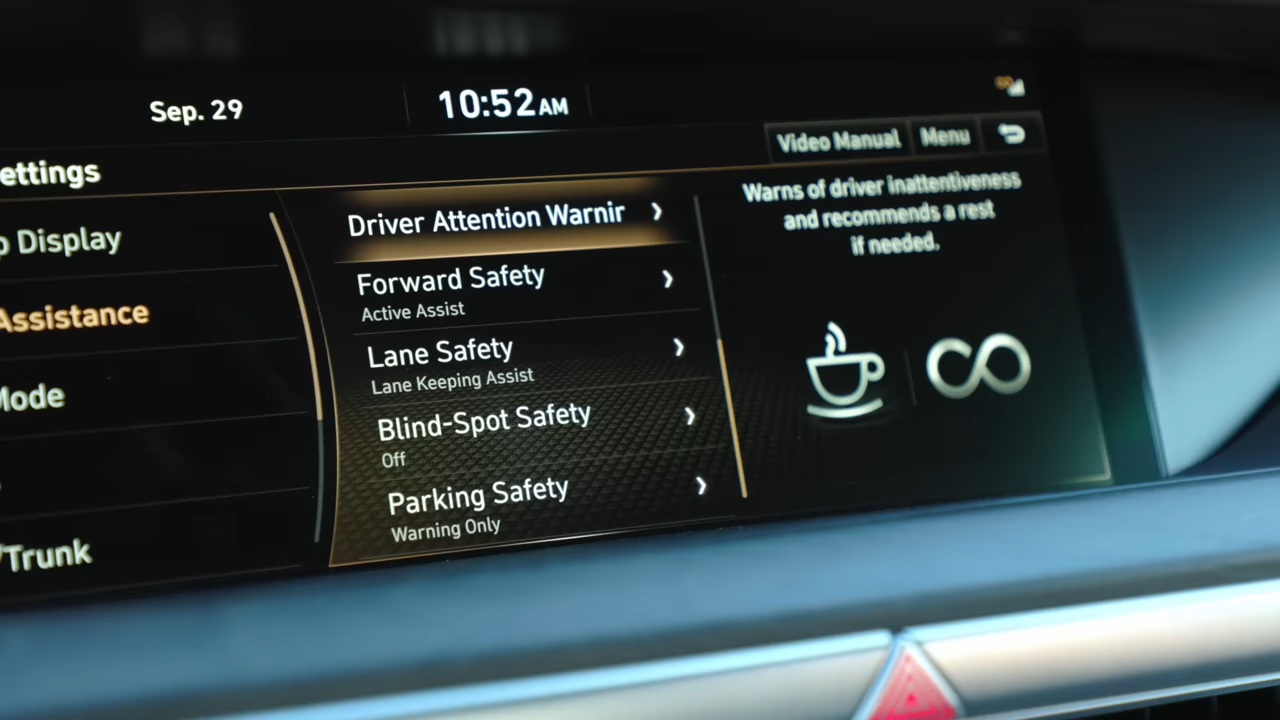 Sep. 29
10:52 AM
Video Manual
Menu
ettings
Display
Assistance
Mode
/Trunk
Driver Attention Warnir
Forward Safety
Active Assist
Lane Safety
Lane Keeping Assist
Blind-Spot Safety
Off
Parking Safety
Warning Only
Warns of driver inattentiveness
and recommends a rest
if needed.